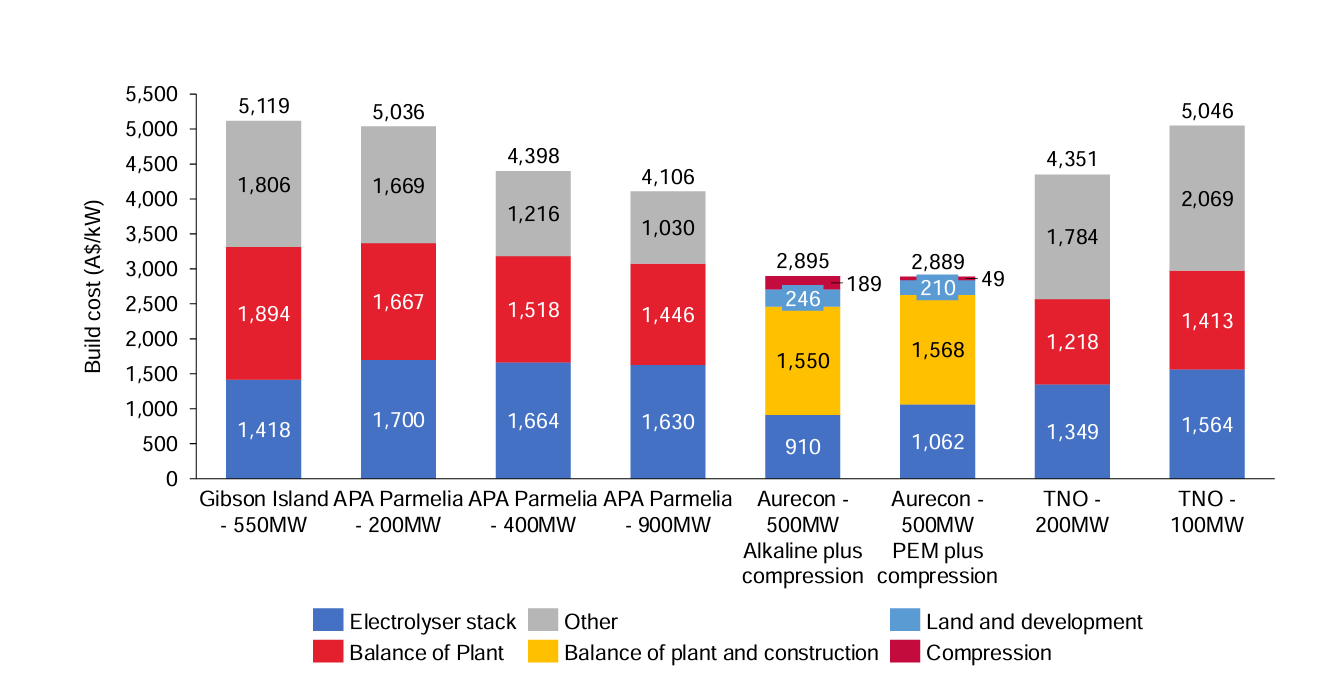 Build cost (A$/kW)
5,500
5,000
4,500
4,000
3,500
3,000
2,500
2,000
1,500
1,000
500
0
5,119
1,806
1,894
1,418
5,036
1,669
1,667
1,700
4,398
1,216
1,518
1,664
4,106
1,030
1,446
1,630
2,895
189
246
1,550
910
2,889
49
210
1,568
1,062
4,351
1,784
1,218
1,349
5,046
2,069
1,413
1,564
Gibson Island
- 550MW
APA Parmelia
- 200MW
APA Parmelia
- 400MW
APA Parmelia
- 900MW
Aurecon -
500MW
Alkaline plus
compression
Aurecon -
500MW
PEM plus
compression
TNO -
200MW
TNO -
100MW
Electrolyser stack
Other
Land and development
Balance of Plant
Balance of plant and construction
Compression